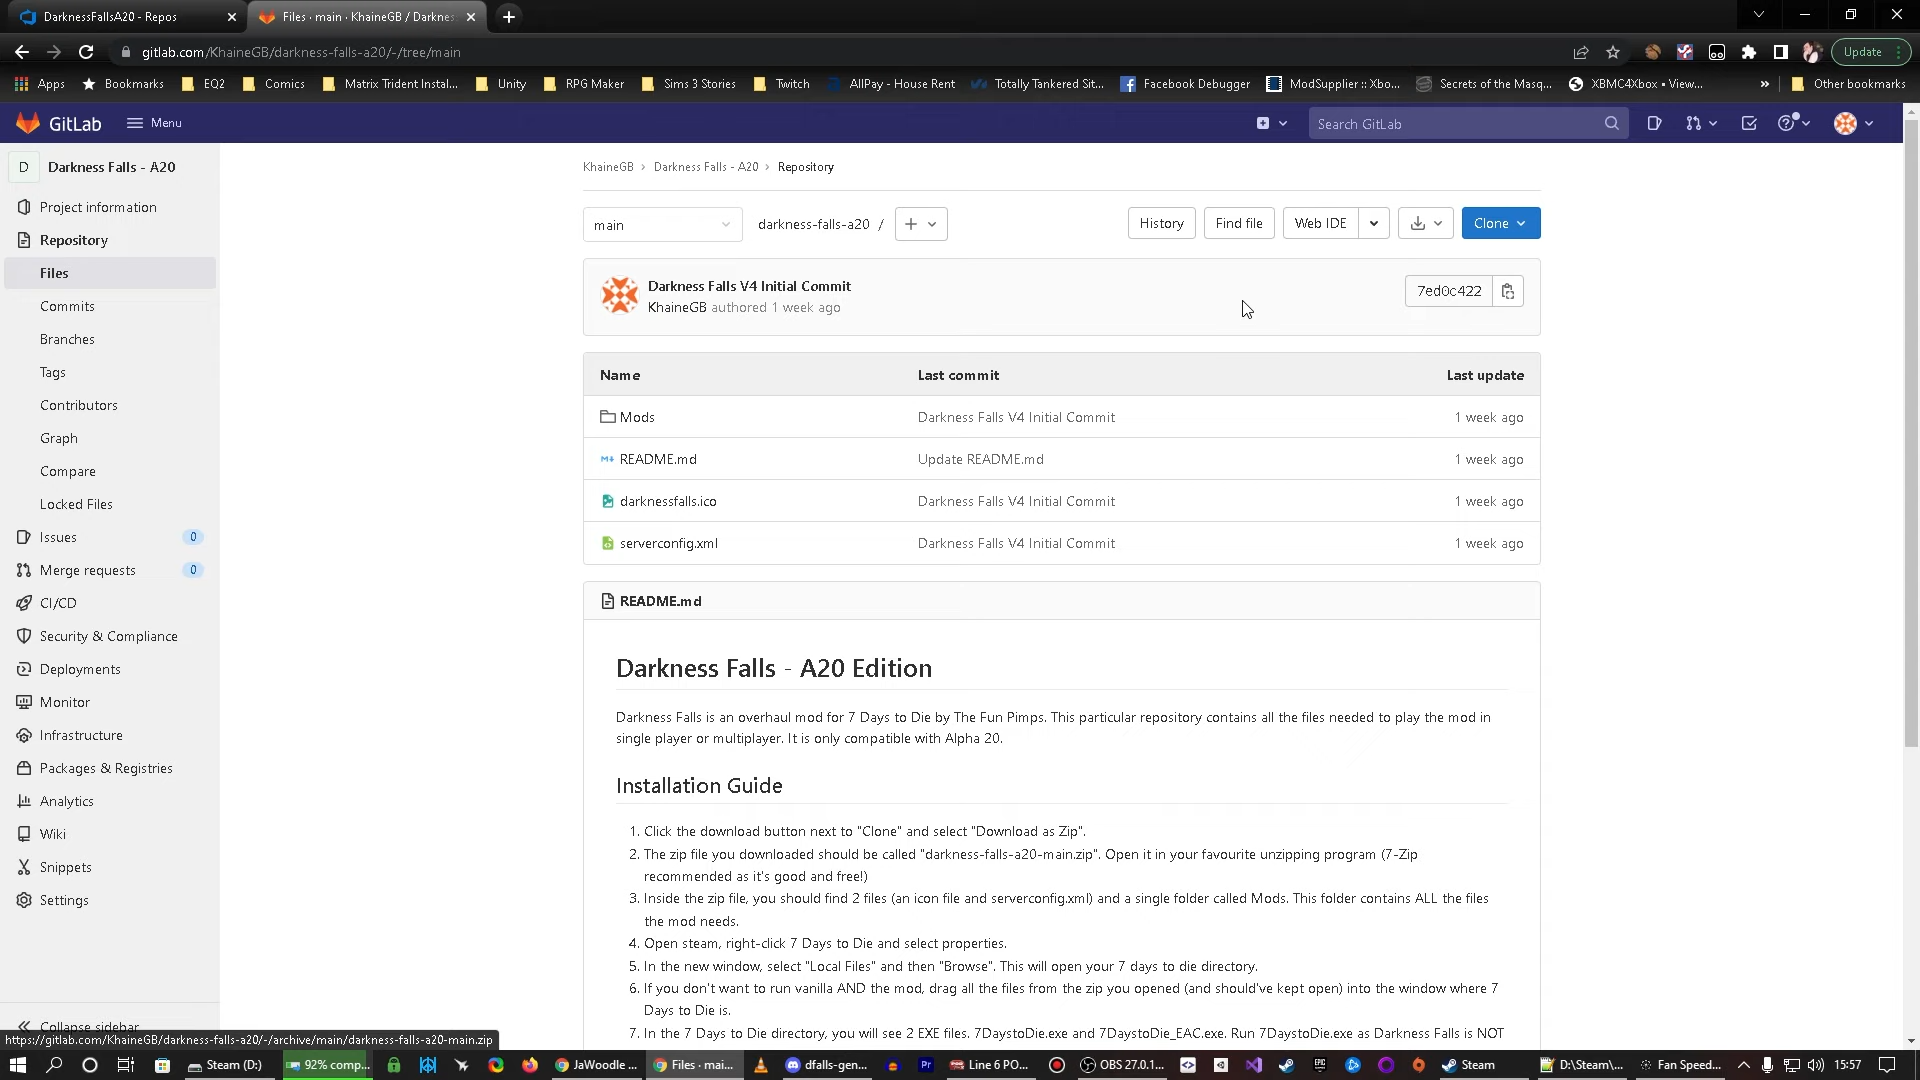 DarknessFallsA20 - Repos
Files · main · KhaineGB / Darknes
gitlab.com/KhaineGB/darkness-falls-a20/-/tree/main
Update
Apps
Bookmarks
EQ2
Comics
Matrix Trident Instal...
Unity
RPG Maker
Sims 3 Stories
Twitch
AllPay - House Rent
Totally Tankered Sit...
Facebook Debugger
ModSupplier :: Xbo...
Secrets of the Masq...
XBMC4Xbox • View...
»
Other bookmarks
GitLab
Menu
Search GitLab
D
Darkness Falls - A20
Project information
Repository
Files
Commits
Branches
Tags
Contributors
Graph
Compare
Locked Files
Issues 0
Merge requests 0
CI/CD
Security & Compliance
Deployments
Monitor
Infrastructure
Packages & Registries
Analytics
Wiki
Snippets
Settings
Collapse sidebar
KhaineGB › Darkness Falls - A20 › Repository
main
darkness-falls-a20 /
History
Find file
Web IDE
Clone
Darkness Falls V4 Initial Commit
KhaineGB authored 1 week ago
7ed0c422
Name Last commit Last update
Mods Darkness Falls V4 Initial Commit 1 week ago
README.md Update README.md 1 week ago
darknessfalls.ico Darkness Falls V4 Initial Commit 1 week ago
serverconfig.xml Darkness Falls V4 Initial Commit 1 week ago
README.md
Darkness Falls - A20 Edition
Darkness Falls is an overhaul mod for 7 Days to Die by The Fun Pimps. This particular repository contains all the files needed to play the mod in
single player or multiplayer. It is only compatible with Alpha 20.
Installation Guide
1. Click the download button next to "Clone" and select "Download as Zip".
2. The zip file you downloaded should be called "darkness-falls-a20-main.zip". Open it in your favourite unzipping program (7-Zip
recommended as it's good and free!)
3. Inside the zip file, you should find 2 files (an icon file and serverconfig.xml) and a single folder called Mods. This folder contains ALL the files
the mod needs.
4. Open steam, right-click 7 Days to Die and select properties.
5. In the new window, select "Local Files" and then "Browse". This will open your 7 days to die directory.
6. If you don't want to run vanilla AND the mod, drag all the files from the zip you opened (and should've kept open) into the window where 7
Days to Die is.
7. In the 7 Days to Die directory, you will see 2 EXE files. 7DaystoDie.exe and 7DaystoDie_EAC.exe. Run 7DaystoDie.exe as Darkness Falls is NOT
https://gitlab.com/KhaineGB/darkness-falls-a20/-/archive/main/darkness-falls-a20-main.zip
Steam (D:)
92% comp...
JaWoodle ...
Files · mai...
dfalls-gen...
Line 6 PO...
OBS 27.0.1...
Steam
D:\Steam\...
Fan Speed...
15:57